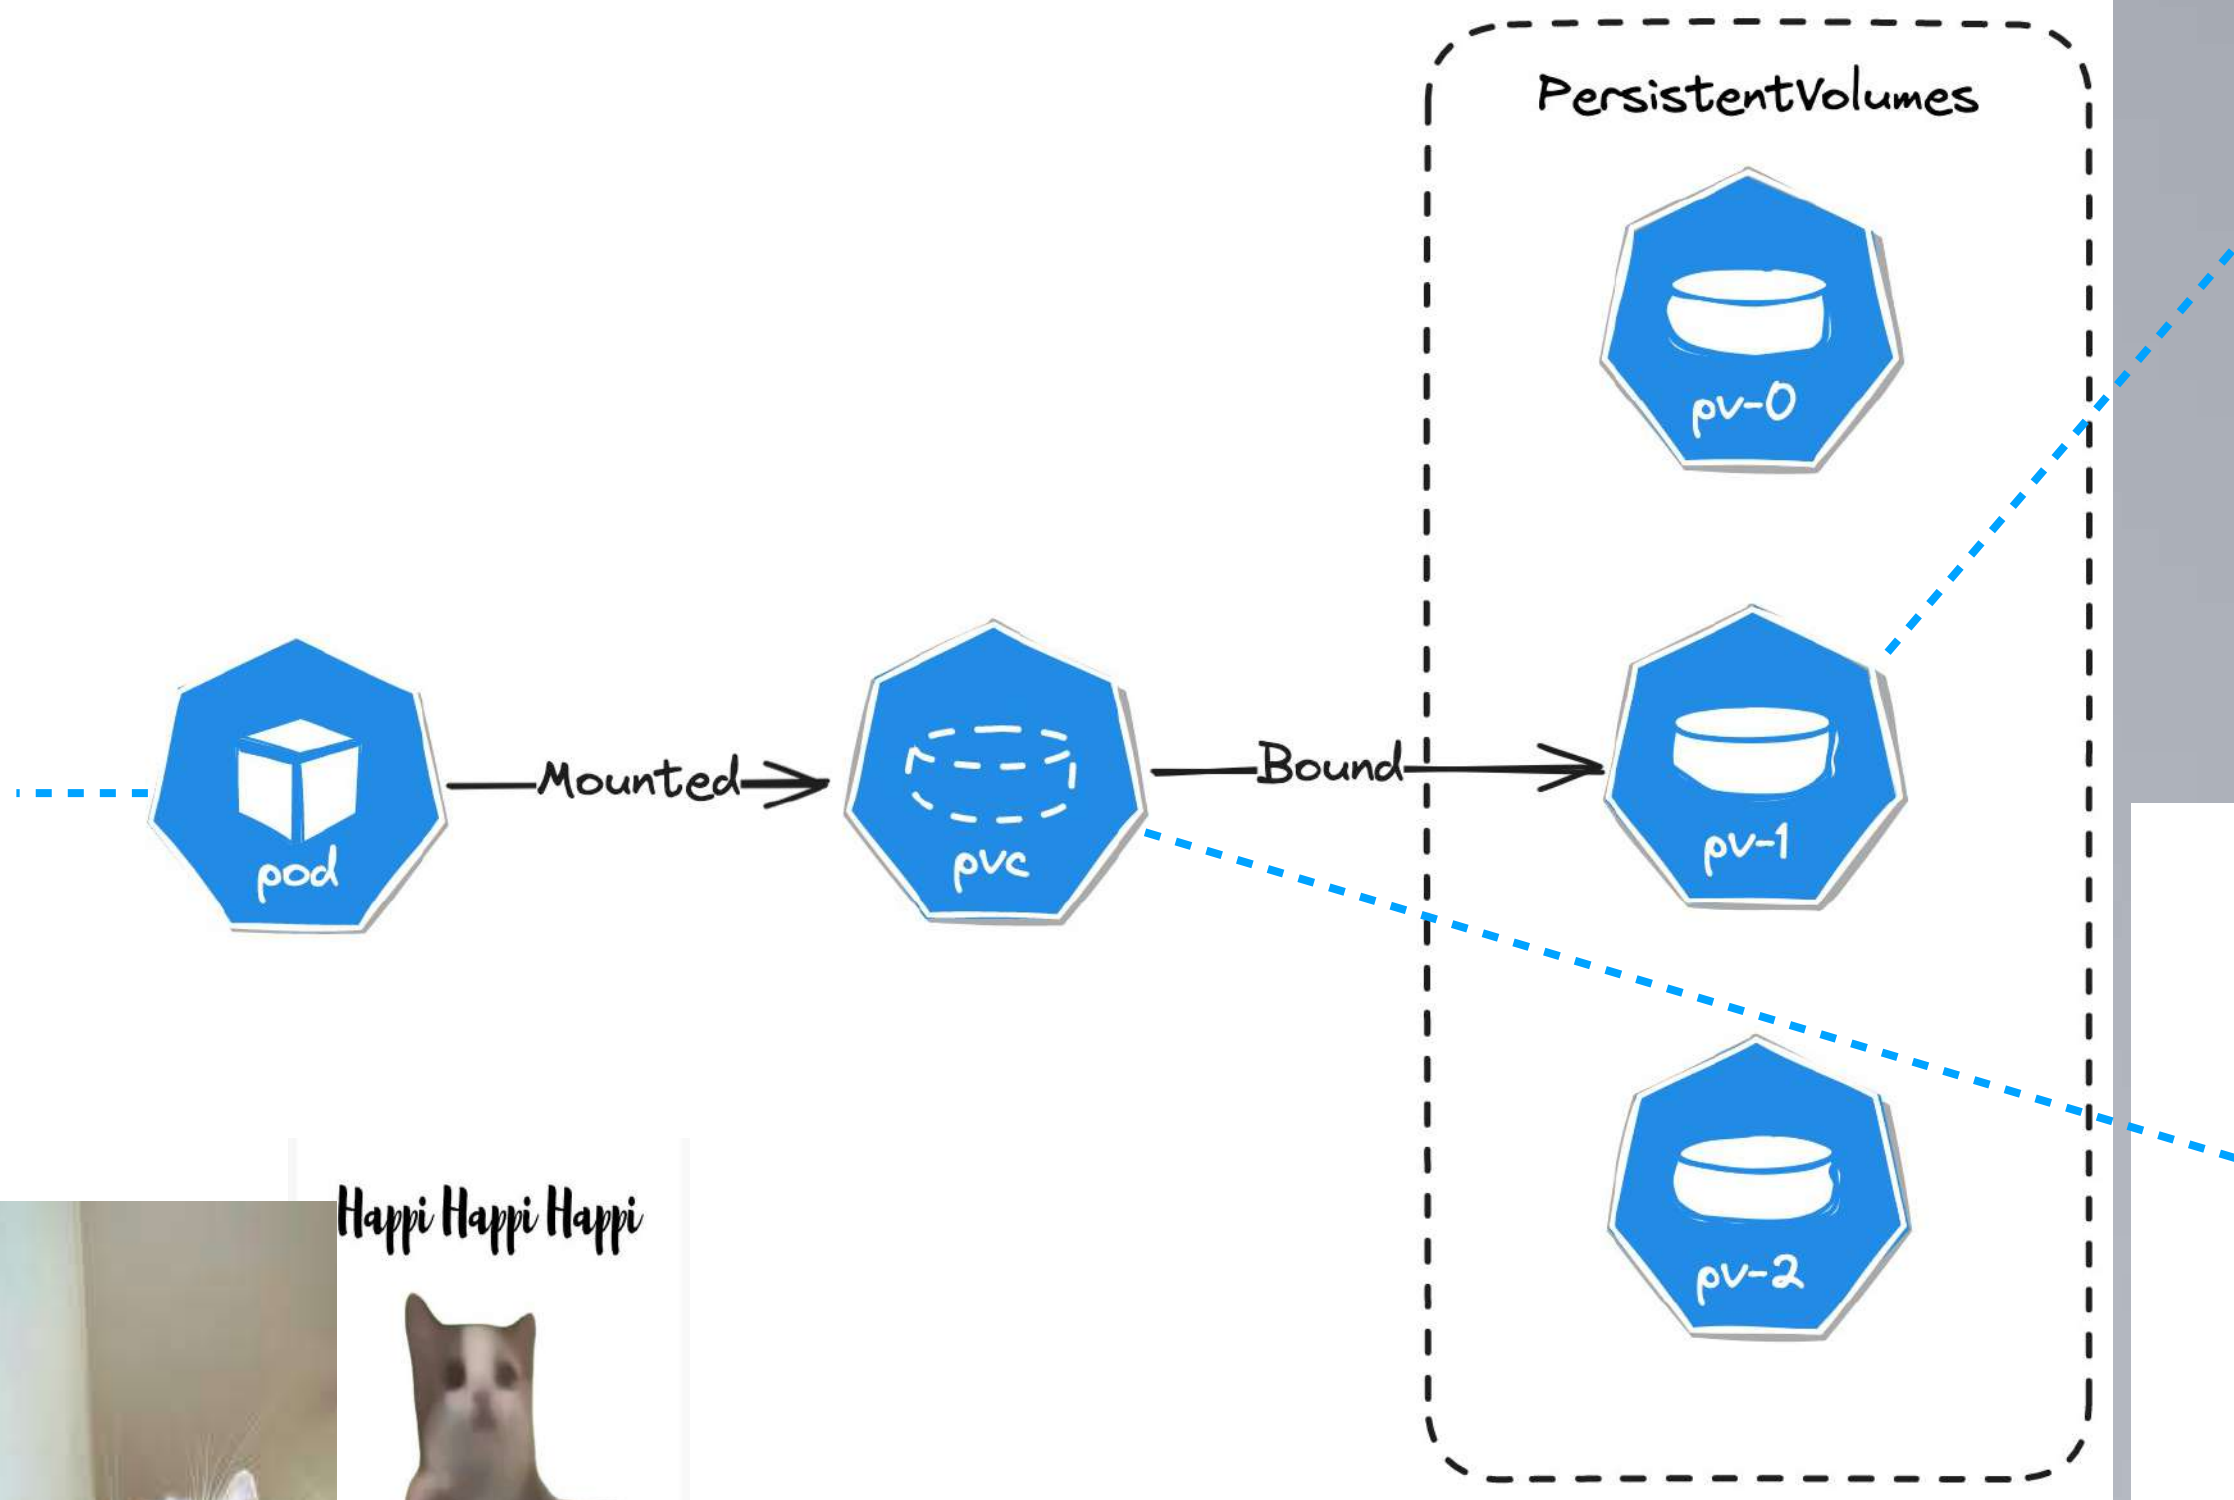 PersistentVolumes
pv-0
pod
Mounted
pvc
Bound
pv-1
pv-2
Happi Happi Happi